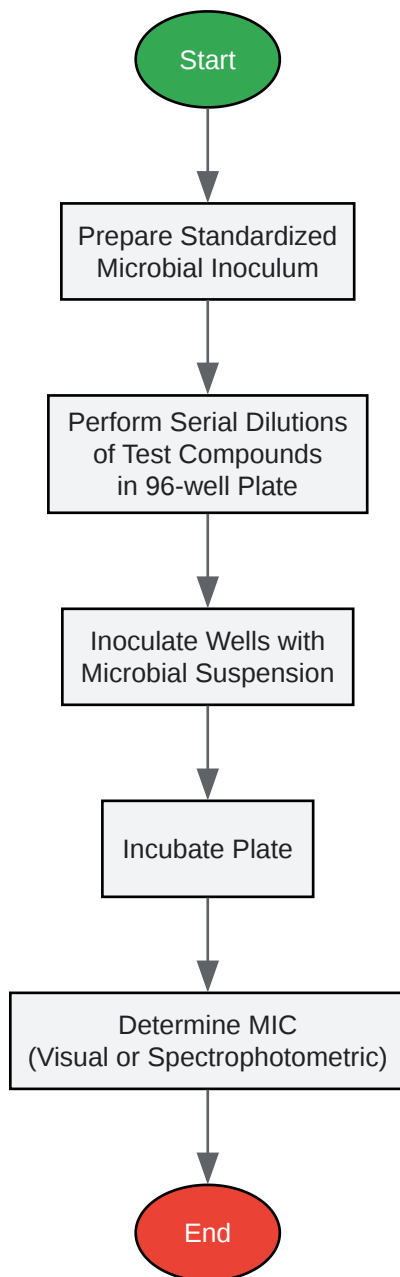 Start
Prepare Standardized
Microbial Inoculum
Perform Serial Dilutions
of Test Compounds
in 96-well Plate
Inoculate Wells with
Microbial Suspension
Incubate Plate
Determine MIC
(Visual or Spectrophotometric)
End